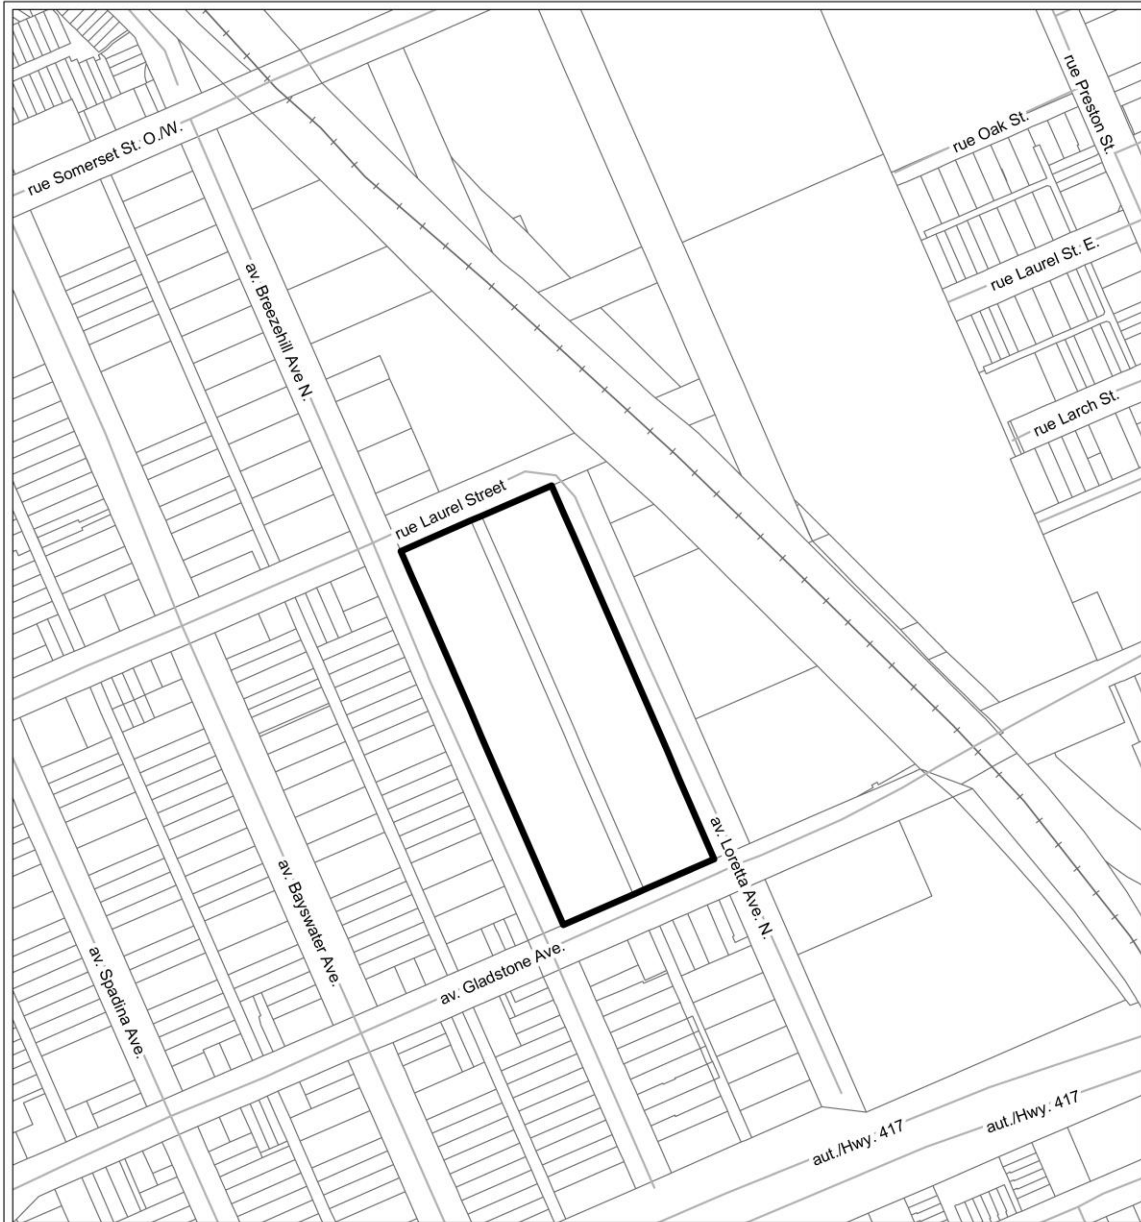 rue Preston St.
rue Oak St.
rue Somerset St. O./W.
rue Laurel St. E.
av. Breezehill Ave N.
rue Larch St.
rue Laurel Street
av. Loretta Ave. N.
av. Bayswater Ave.
av. Gladstone Ave.
av. Spadina Ave.
aut./Hwy. 417
aut./Hwy. 417